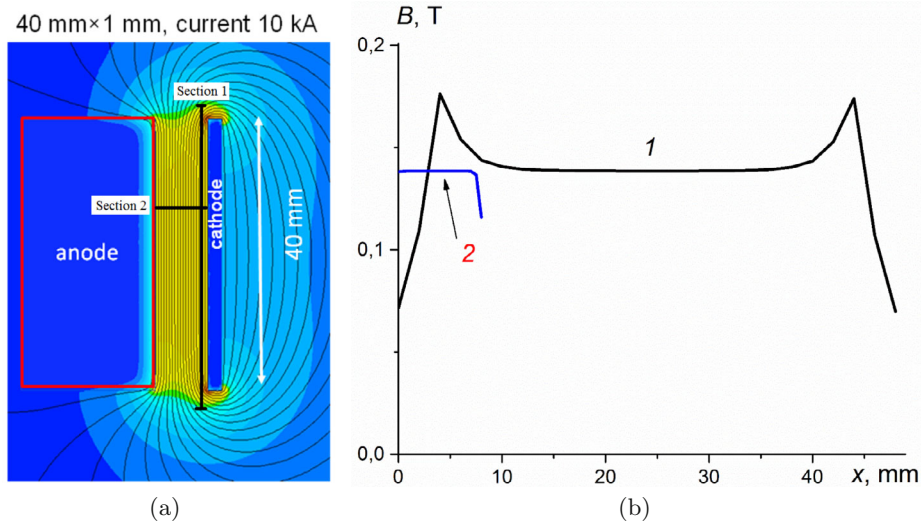 40 mm×1 mm, current 10 kA
Section 1
Section 2
anode
cathode
40 mm
(a)
B, T
0,2
0,1
0,0
1
2
0
10
20
30
40
x, mm
(b)